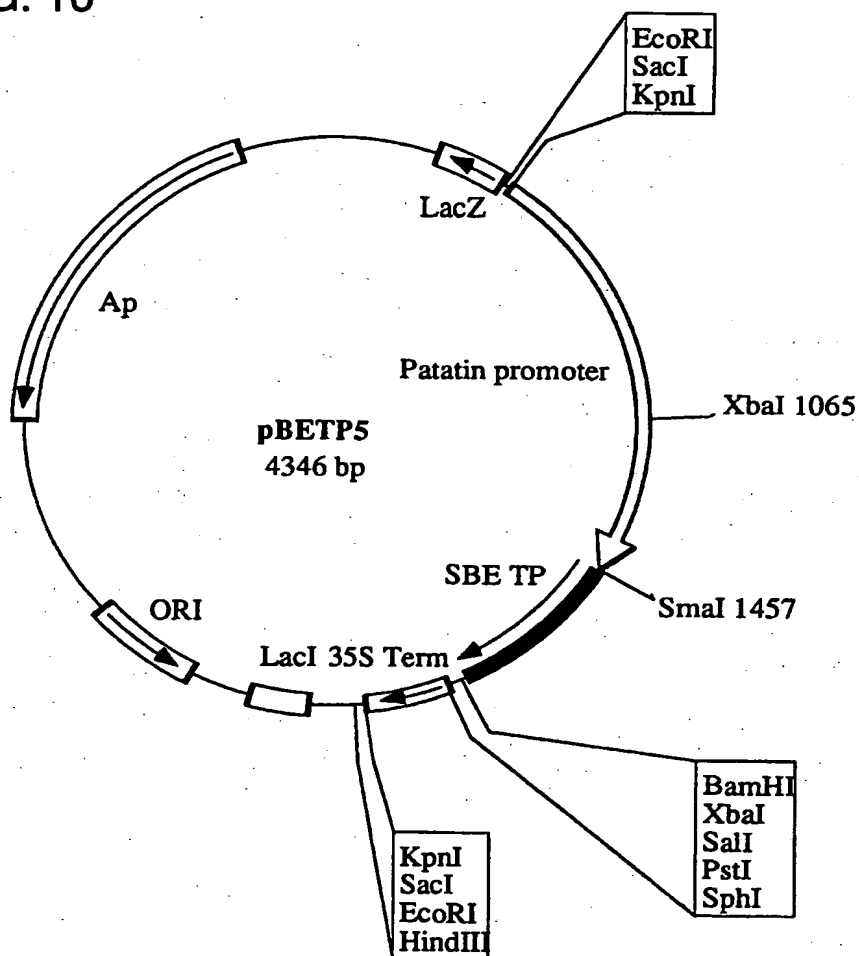 EcoRI
SacI
KpnI
LacZ
Ap
Patatin promoter
XbaI 1065
pBETP5
4346 bp
SBE TP
SmaI 1457
ORI
LacI 35S Term
BamHI
XbaI
SalI
PstI
SphI
KpnI
SacI
EcoRI
HindIII